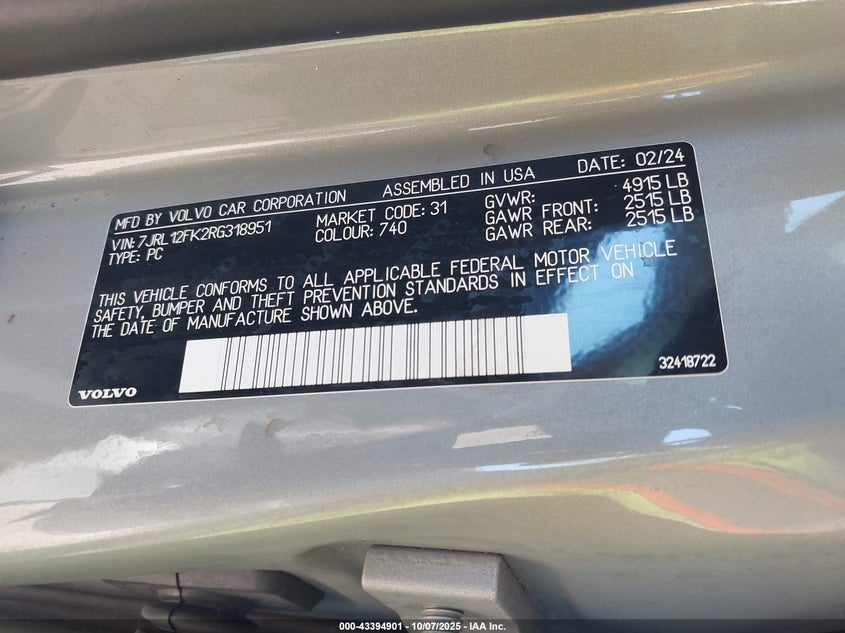 MFD BY VOLVO CAR CORPORATION ASSEMBLED IN USA DATE: 02/24
VIN: 7JRL12FK2RG318951 MARKET CODE: 31 GVWR: 4915 LB
TYPE: PC COLOUR: 740 GAWR FRONT: 2515 LB
GAWR REAR: 2515 LB
THIS VEHICLE CONFORMS TO ALL APPLICABLE FEDERAL MOTOR VEHICLE
SAFETY, BUMPER AND THEFT PREVENTION STANDARDS IN EFFECT ON
THE DATE OF MANUFACTURE SHOWN ABOVE.
VOLVO 32418722
000-43394901 - 10/07/2025 - IAA Inc.